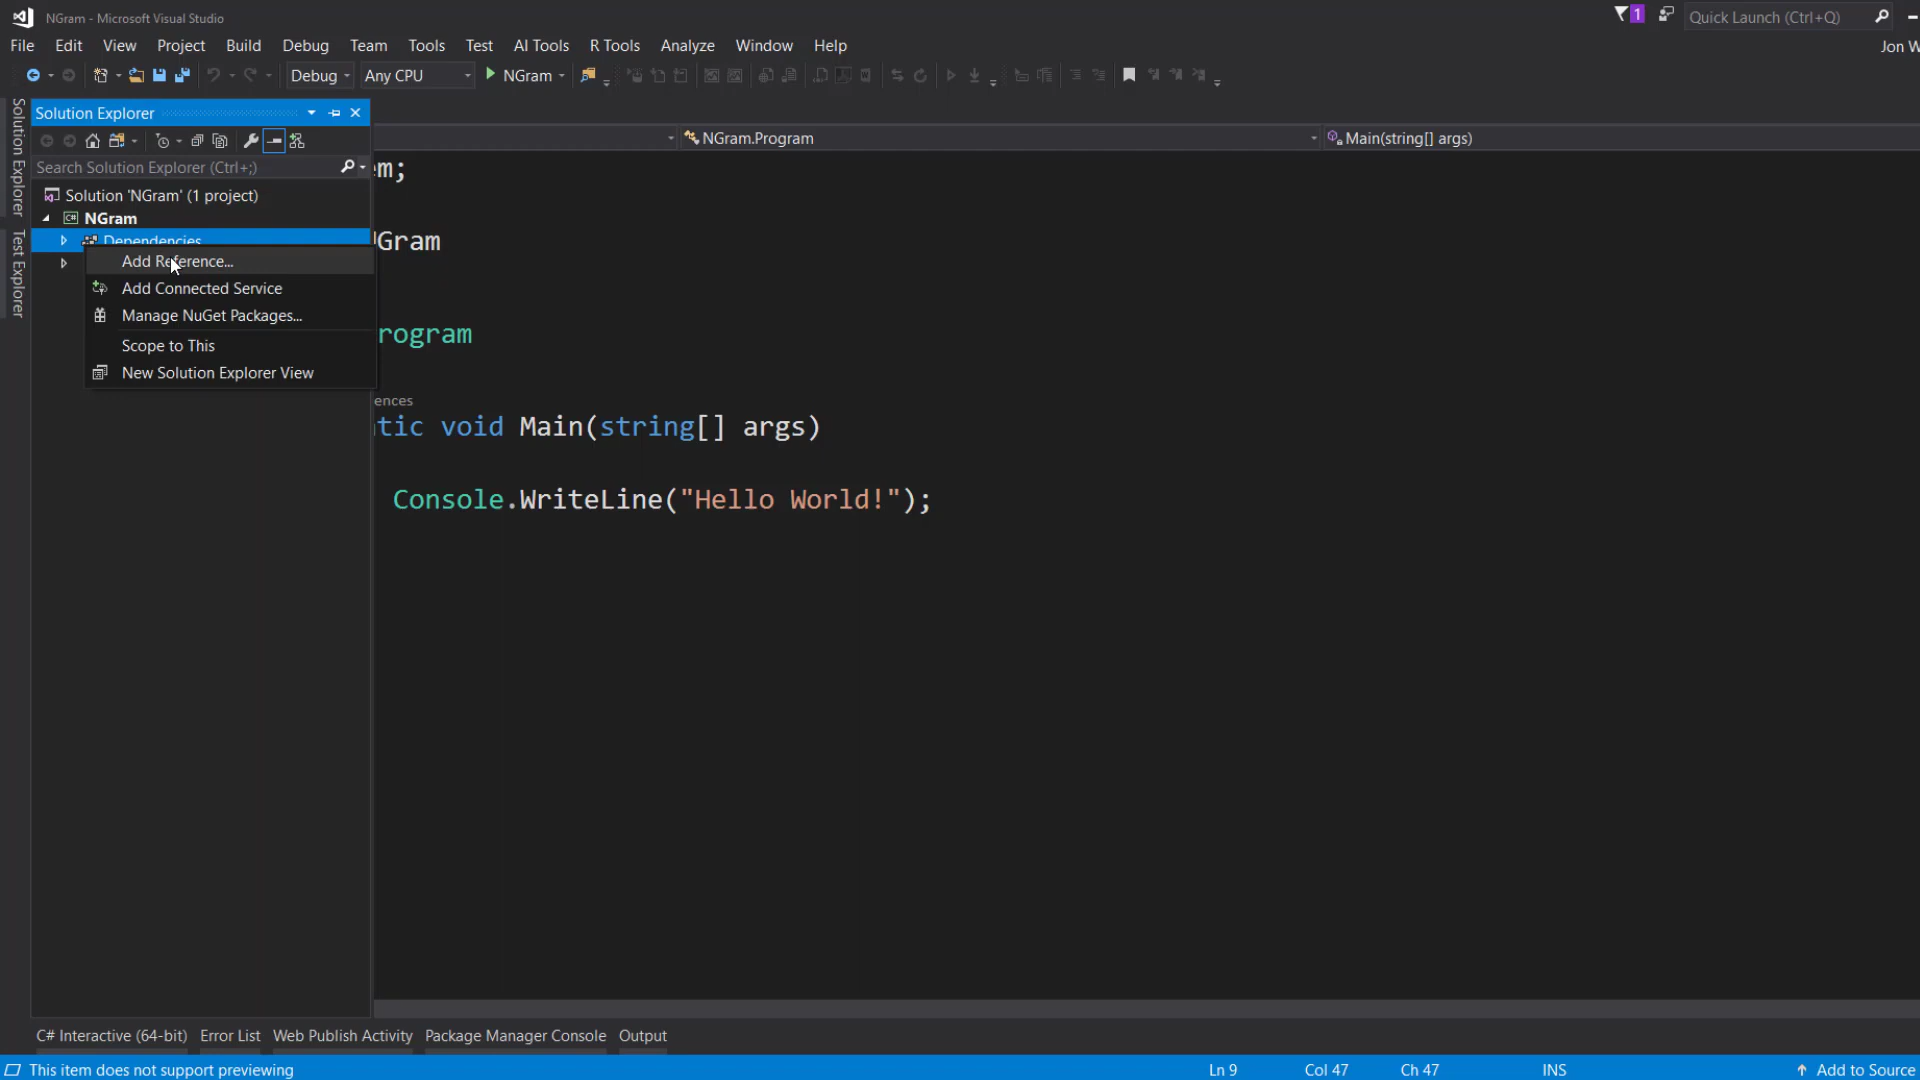 NGram - Microsoft Visual Studio
1
Quick Launch (Ctrl+Q)
File Edit View Project Build Debug Team Tools Test AI Tools R Tools Analyze Window Help
Jon W
Debug Any CPU NGram
Solution Explorer
Test Explorer
Solution Explorer
Search Solution Explorer (Ctrl+;)
Solution 'NGram' (1 project)
C# NGram
Dependencies
Add Reference...
Add Connected Service
Manage NuGet Packages...
Scope to This
New Solution Explorer View
NGram.Program
Main(string[] args)
em;
Gram
rogram
ences
tic void Main(string[] args)
Console.WriteLine("Hello World!");
C# Interactive (64-bit) Error List Web Publish Activity Package Manager Console Output
This item does not support previewing
Ln 9 Col 47 Ch 47 INS
Add to Source